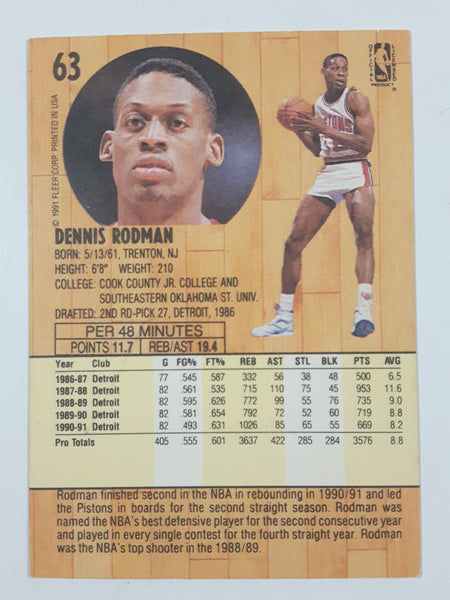 63
OFFICIAL LICENSED
NBA
PRODUCT
© 1991 FLEER CORP. PRINTED IN USA
DENNIS RODMAN
BORN: 5/13/61, TRENTON, NJ
HEIGHT: 6'8" WEIGHT: 210
COLLEGE: COOK COUNTY JR. COLLEGE AND
SOUTHEASTERN OKLAHOMA ST. UNIV.
DRAFTED: 2ND RD-PICK 27, DETROIT, 1986
PER 48 MINUTES
POINTS 11.7 REB/AST 19.4
Year Club G FG% FT% REB AST STL BLK PTS AVG
1986-87 Detroit 77 .545 .587 332 56 38 48 500 6.5
1987-88 Detroit 82 .561 .535 715 110 75 45 953 11.6
1988-89 Detroit 82 .595 .626 772 99 55 76 735 9.0
1989-90 Detroit 82 .581 .654 792 72 52 60 719 8.8
1990-91 Detroit 82 .493 .631 1026 85 65 55 669 8.2
Pro Totals 405 .555 .601 3637 422 285 284 3576 8.8
Rodman finished second in the NBA in rebounding in 1990/91 and led
the Pistons in boards for the second straight season. Rodman was
named the NBA's best defensive player for the second consecutive year
and played in every single contest for the fourth straight year. Rodman
was the NBA's top shooter in the 1988/89.